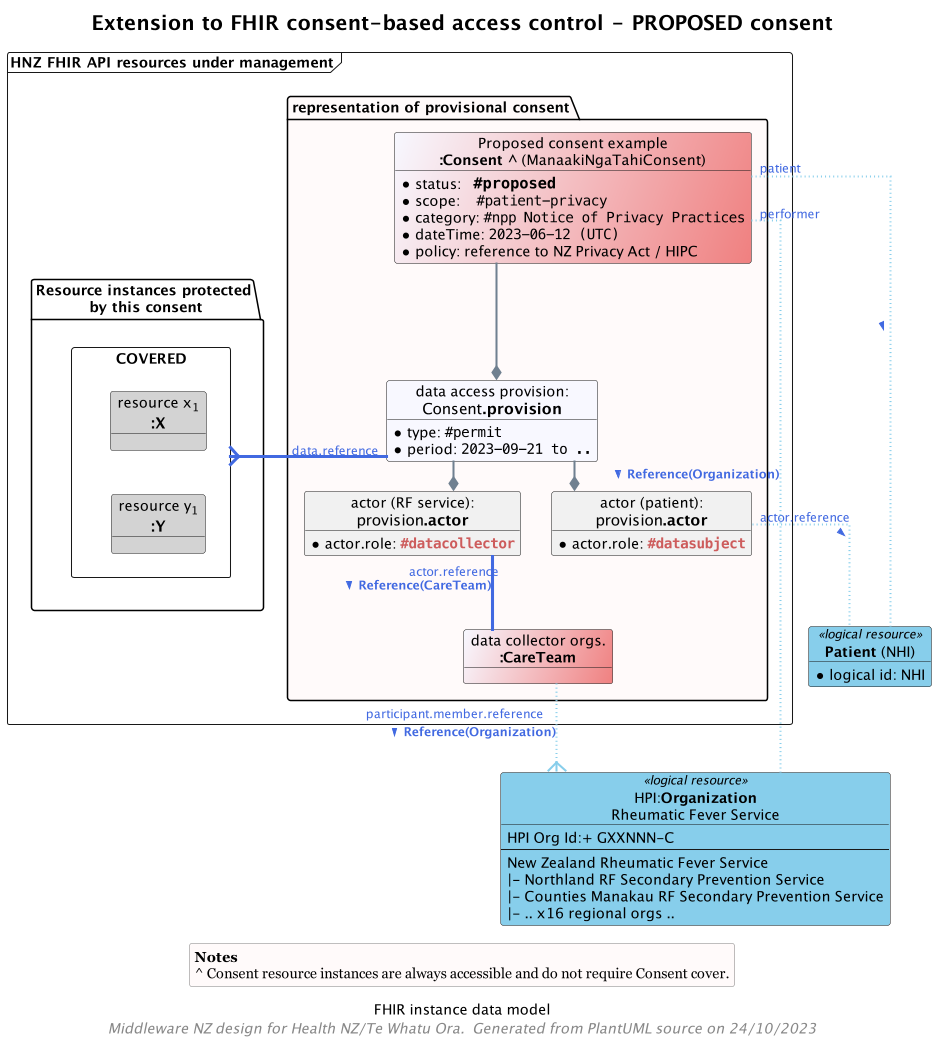 Extension to FHIR consent-based access control - PROPOSED consent
HNZ FHIR API resources under management
representation of provisional consent
Proposed consent example
:Consent ^ (ManaakiNgaTahiConsent)
• status: #proposed
• scope: #patient-privacy
• category: #npp Notice of Privacy Practices
• dateTime: 2023-06-12 (UTC)
• policy: reference to NZ Privacy Act / HIPC
patient
performer
Resource instances protected
by this consent
COVERED
resource x1
:X
resource y1
:Y
data.reference
data access provision:
Consent.provision
• type: #permit
• period: 2023-09-21 to ..
Reference(Organization)
actor (RF service):
provision.actor
• actor.role: #datacollector
actor (patient):
provision.actor
• actor.role: #datasubject
actor.reference
actor.reference
Reference(CareTeam)
data collector orgs.
:CareTeam
«logical resource»
Patient (NHI)
• logical id: NHI
participant.member.reference
Reference(Organization)
«logical resource»
HPI:Organization
Rheumatic Fever Service
HPI Org Id:+ GXXNNN-C
New Zealand Rheumatic Fever Service
|- Northland RF Secondary Prevention Service
|- Counties Manakau RF Secondary Prevention Service
|- .. x16 regional orgs ..
Notes
^ Consent resource instances are always accessible and do not require Consent cover.
FHIR instance data model
Middleware NZ design for Health NZ/Te Whatu Ora. Generated from PlantUML source on 24/10/2023